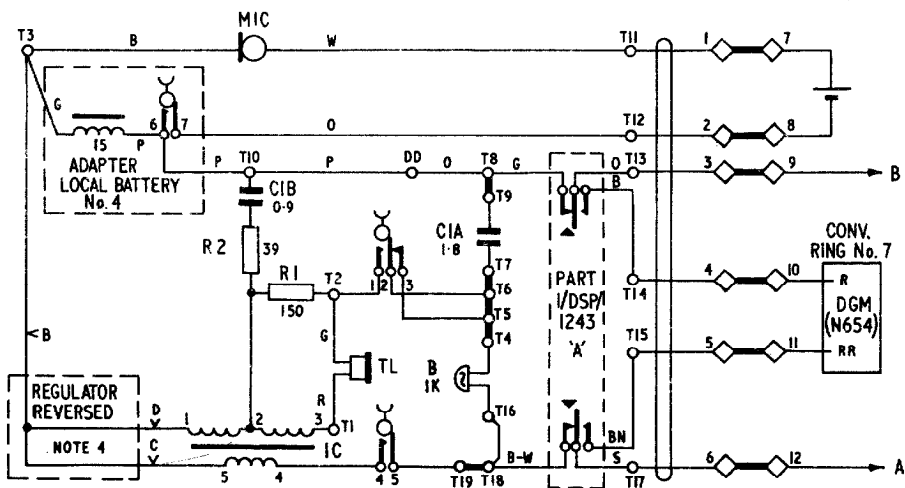 MIC
T3 B W T11 1 7
G
6 7 O T12 2 8
15 P
ADAPTER
LOCAL BATTERY
No. 4
P T10 P DD O T8 G O T13 3 9 B
B
C1B
0·9
T9
C1A
1·8
R2 39
R1
150
T2
1 2 3
T7
T6
T5
T4
PART
1/DSP/
1243
'A'
T14 4 10 R
CONV.
RING No. 7
DGM
(N654)
T15 5 11 RR
B
G
TL
R
B
1K
REGULATOR
REVERSED
NOTE 4
D 1 2 3 T1
C
IC
5 4
4 5
T16
T19 T18
B-W
BN
S
T17 6 12 A